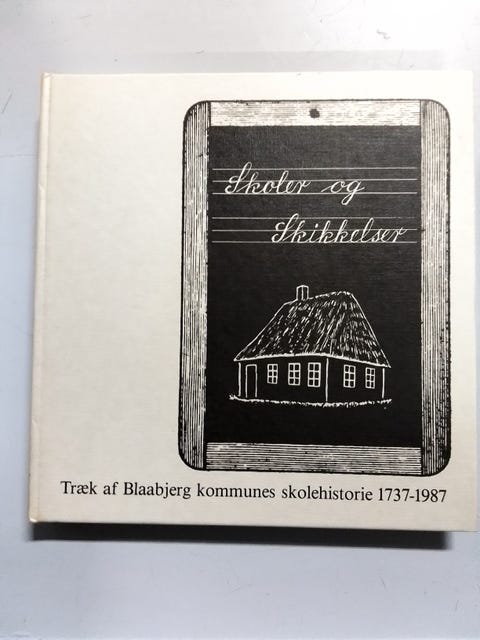 Skoler og
Skikkelser
Træk af Blaabjerg kommunes skolehistorie 1737-1987